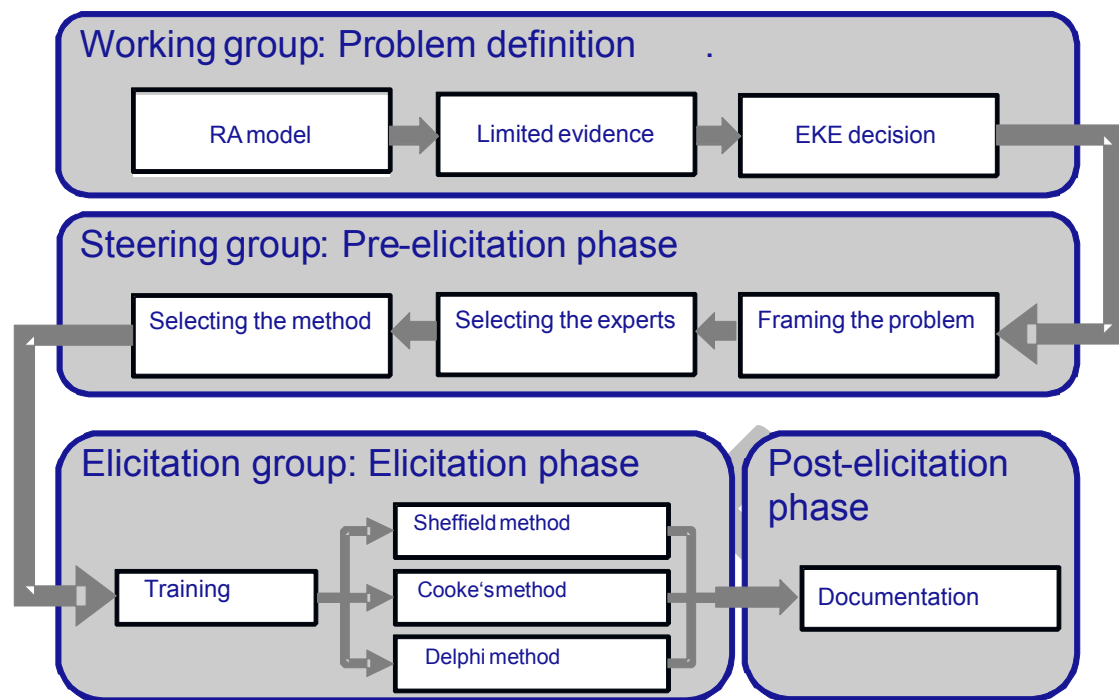 Working group: Problem definition .
RA model
Limited evidence
EKE decision
Steering group: Pre-elicitation phase
Selecting the method
Selecting the experts
Framing the problem
Elicitation group: Elicitation phase
Training
Sheffield method
Cooke‘smethod
Delphi method
Post-elicitation
phase
Documentation